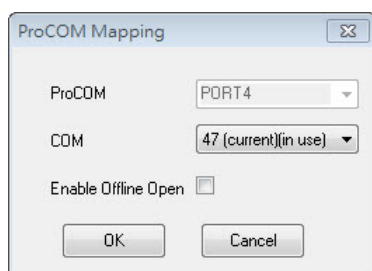 ProCOM Mapping
ProCOM PORT4
COM 47 (current)(in use)
Enable Offline Open
OK Cancel